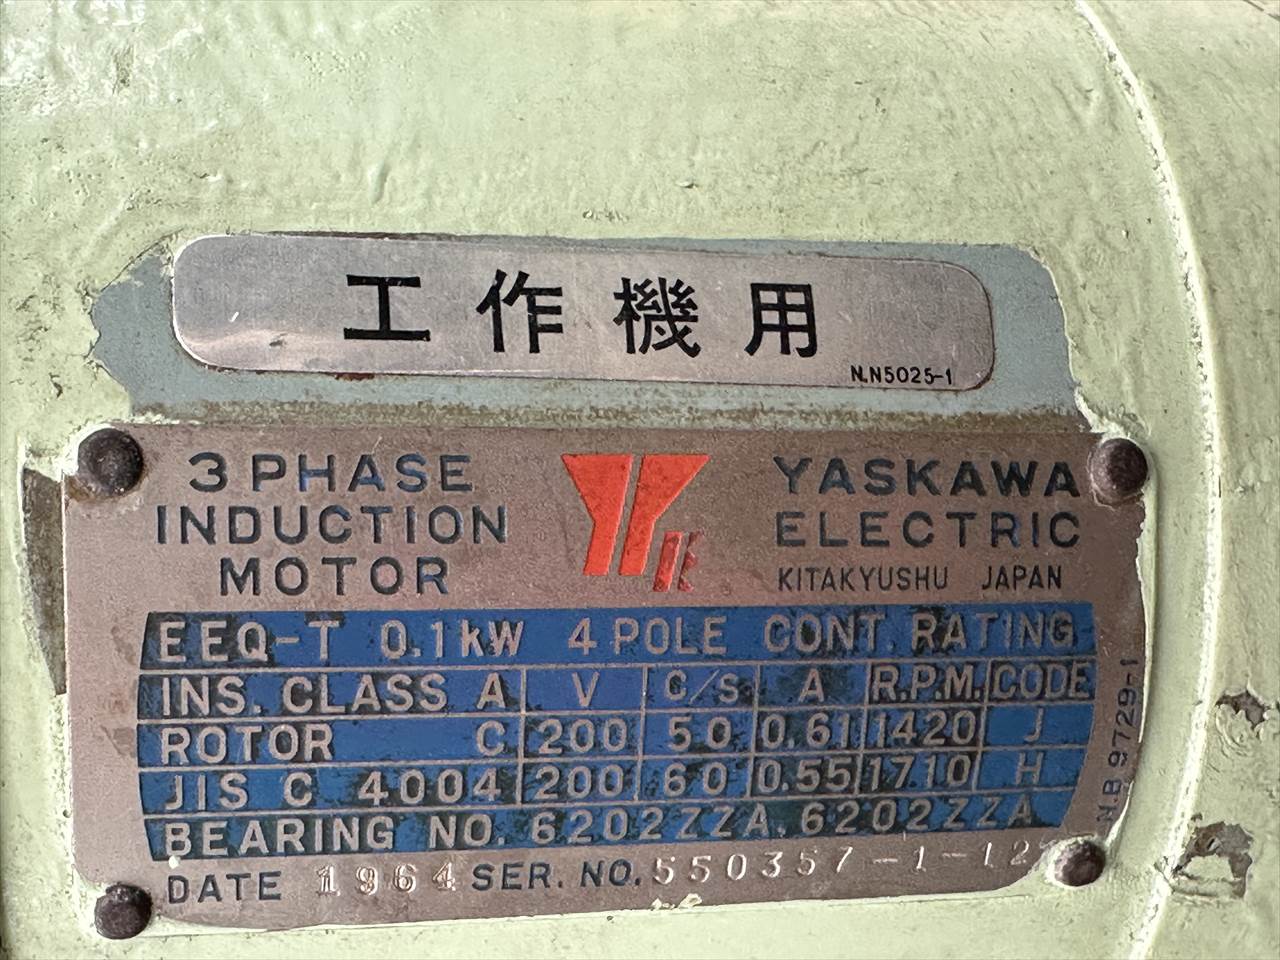 工作機用
N.N5025-1
3 PHASE
INDUCTION
MOTOR
YASKAWA
ELECTRIC
KITAKYUSHU JAPAN
EEQ-T 0.1kW 4 POLE CONT. RATING
INS. CLASS A V C/S A R.P.M. CODE
ROTOR C 200 50 0.61 1420 J
JIS C 4004 200 60 0.55 1710 H
BEARING NO. 6202ZZA. 6202ZZA
DATE 1964 SER. NO. 550357-1-12
N.B 9729-1